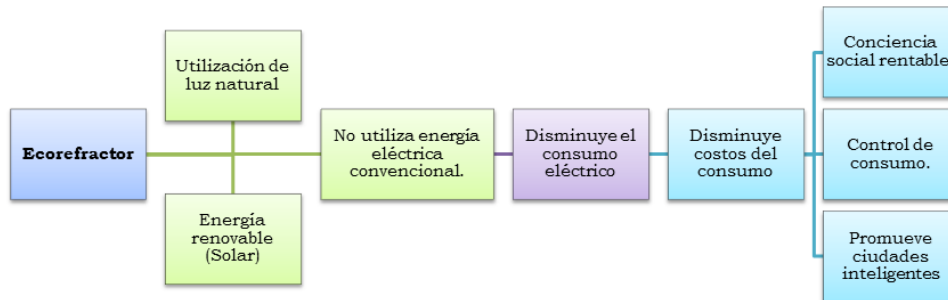 Utilización de
luz natural
Conciencia
social rentable
Ecorefractor
No utiliza energía
eléctrica
convencional.
Disminuye el
consumo
eléctrico
Disminuye
costos del
consumo
Control de
consumo.
Energía
renovable
(Solar)
Promueve
ciudades
inteligentes